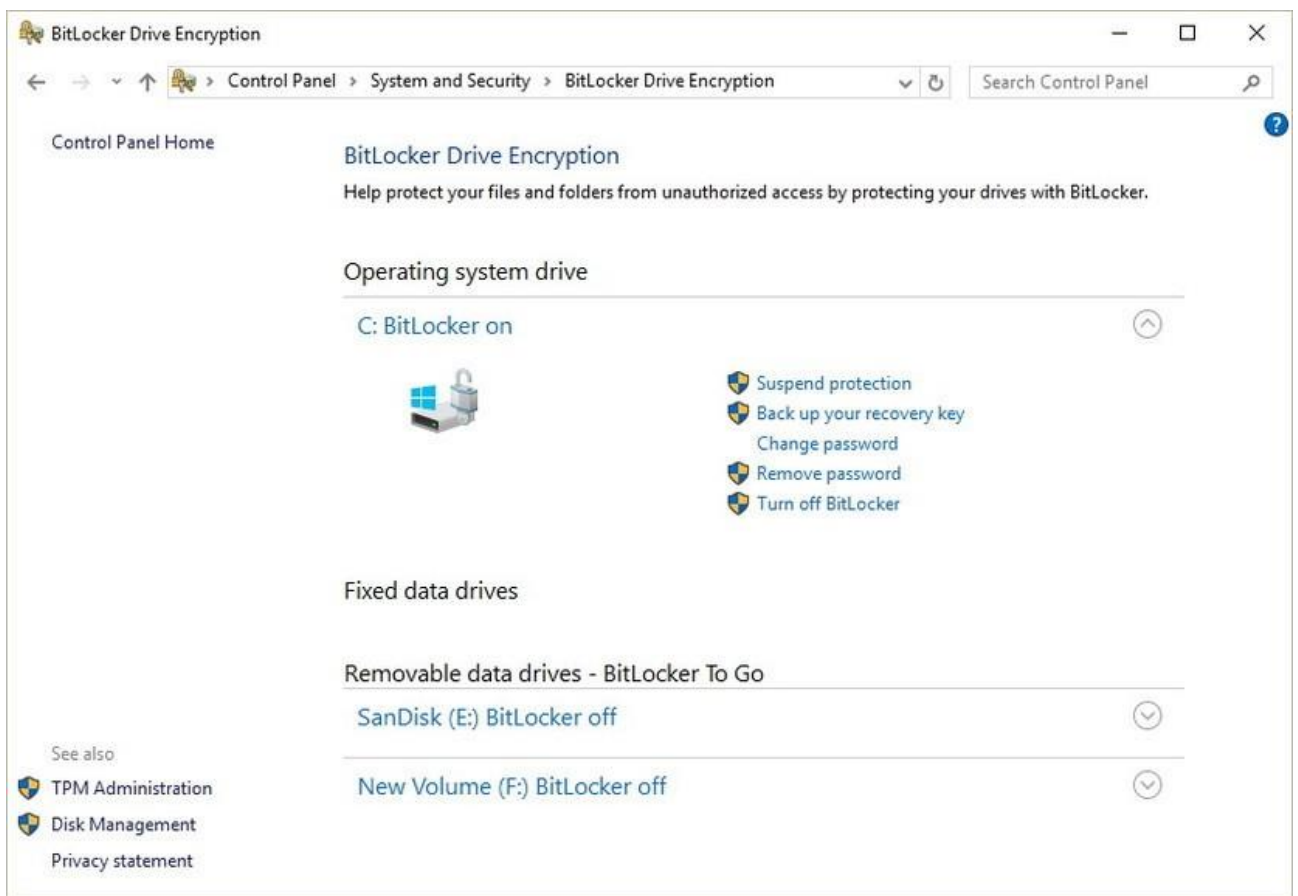 BitLocker Drive Encryption
Control Panel > System and Security > BitLocker Drive Encryption
Search Control Panel
Control Panel Home
BitLocker Drive Encryption
Help protect your files and folders from unauthorized access by protecting your drives with BitLocker.
Operating system drive
C: BitLocker on
Suspend protection
Back up your recovery key
Change password
Remove password
Turn off BitLocker
Fixed data drives
Removable data drives - BitLocker To Go
SanDisk (E:) BitLocker off
New Volume (F:) BitLocker off
See also
TPM Administration
Disk Management
Privacy statement